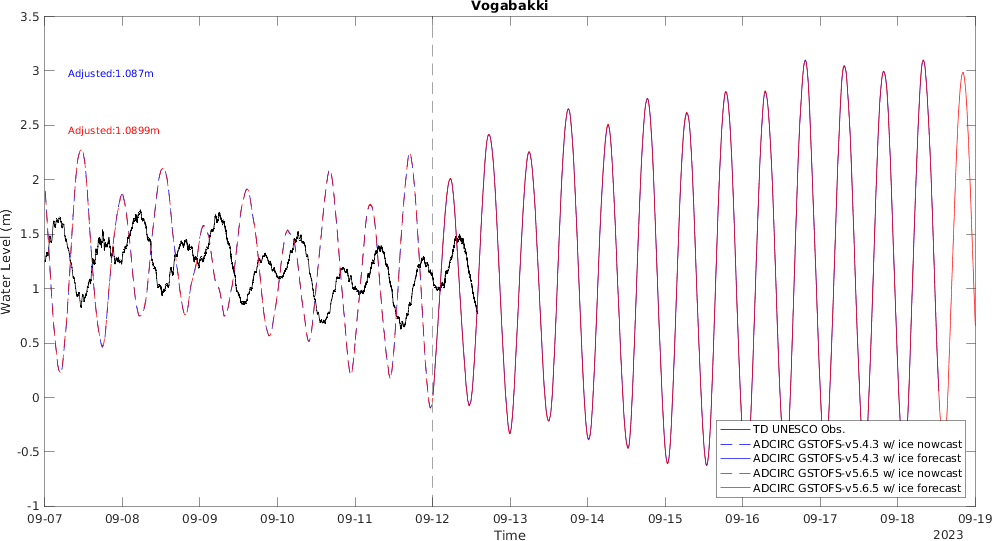 Vogabakki
3.5
3
2.5
2
1.5
1
0.5
0
-0.5
-1
Water Level (m)
Adjusted:1.087m
Adjusted:1.0899m
TD UNESCO Obs.
ADCIRC GSTOFS-v5.4.3 w/ ice nowcast
ADCIRC GSTOFS-v5.4.3 w/ ice forecast
ADCIRC GSTOFS-v5.6.5 w/ ice nowcast
ADCIRC GSTOFS-v5.6.5 w/ ice forecast
09-07 09-08 09-09 09-10 09-11 09-12 09-13 09-14 09-15 09-16 09-17 09-18 09-19
Time
2023